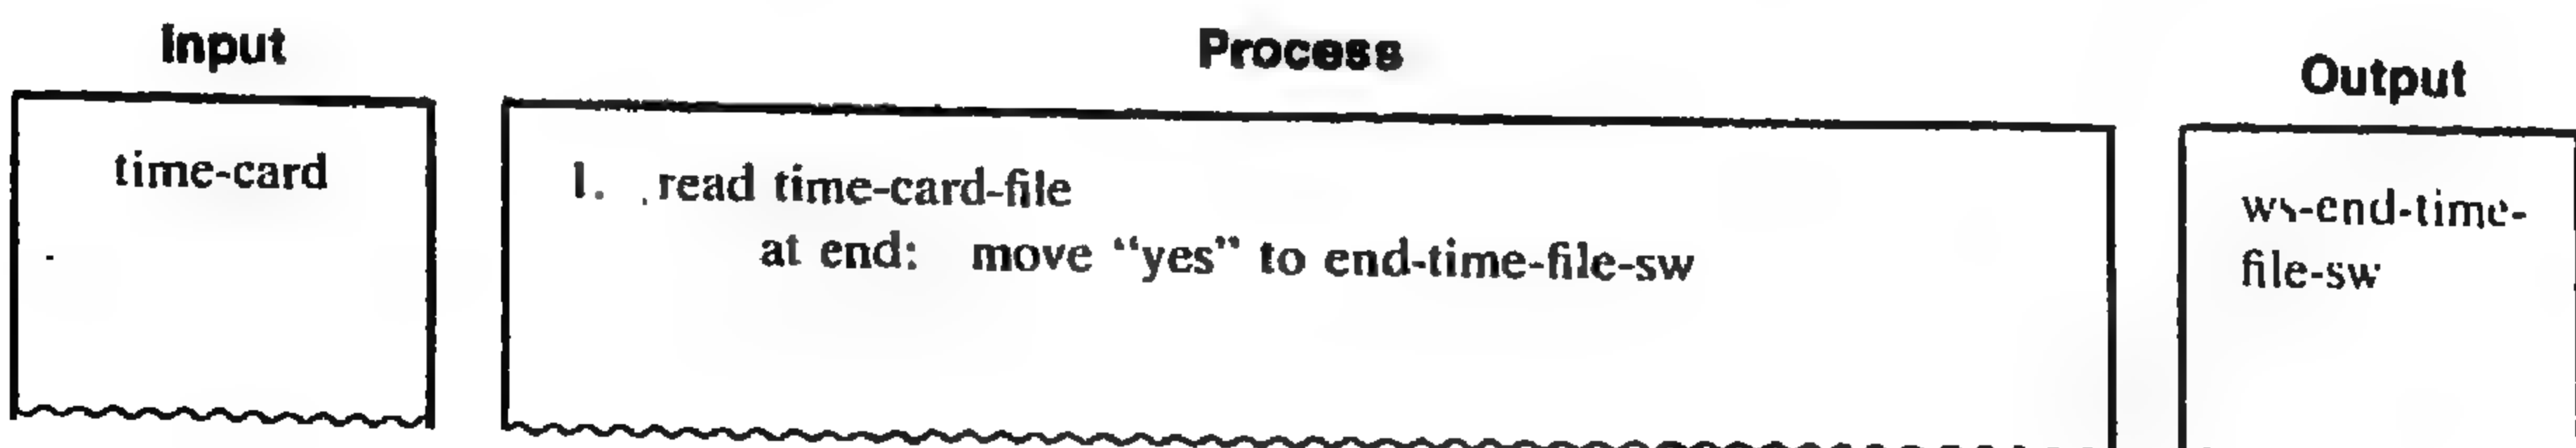 Input
Process
Output
time-card
1. read time-card-file
at end: move “yes” to end-time-file-sw
ws-end-time-
file-sw